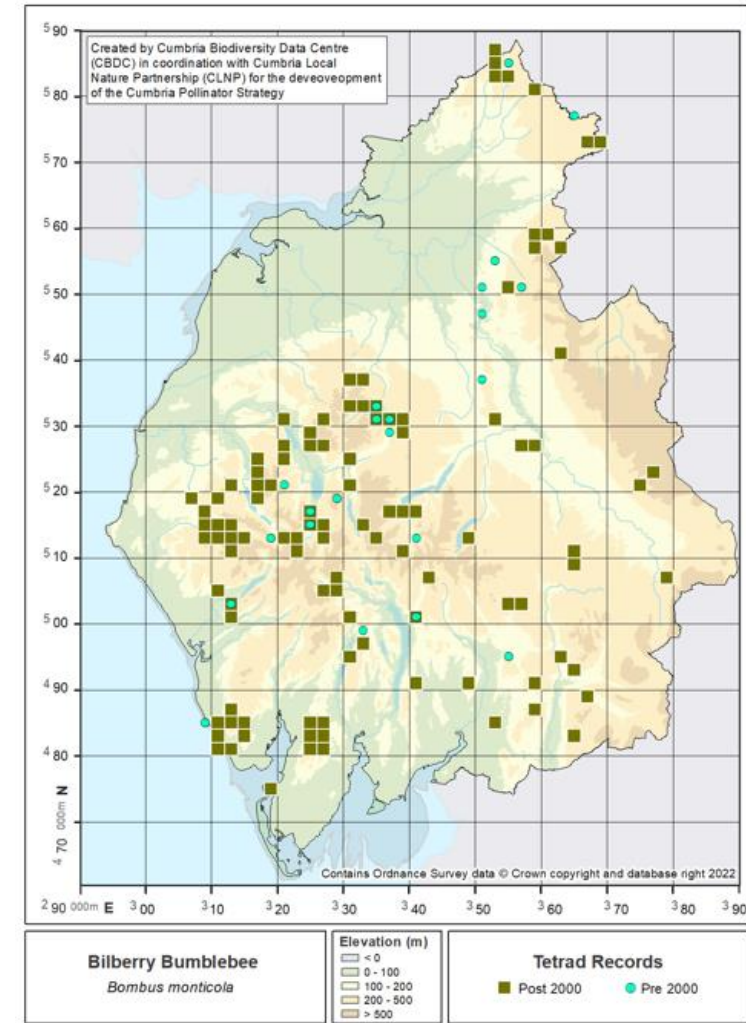 Created by Cumbria Biodiversity Data Centre
(CBDC) in coordination with Cumbria Local
Nature Partnership (CLNP) for the deveoveopment
of the Cumbria Pollinator Strategy
5 90
5 80
5 70
5 60
5 50
5 40
5 30
5 20
5 10
5 00
4 90
4 80
4 70 000m N
Contains Ordnance Survey data © Crown copyright and database right 2022
2 90 000m E 3 00 3 10 3 20 3 30 3 40 3 50 3 60 3 70 3 80 3 90
Bilberry Bumblebee
Bombus monticola
Elevation (m)
< 0
0 - 100
100 - 200
200 - 500
> 500
Tetrad Records
Post 2000 Pre 2000